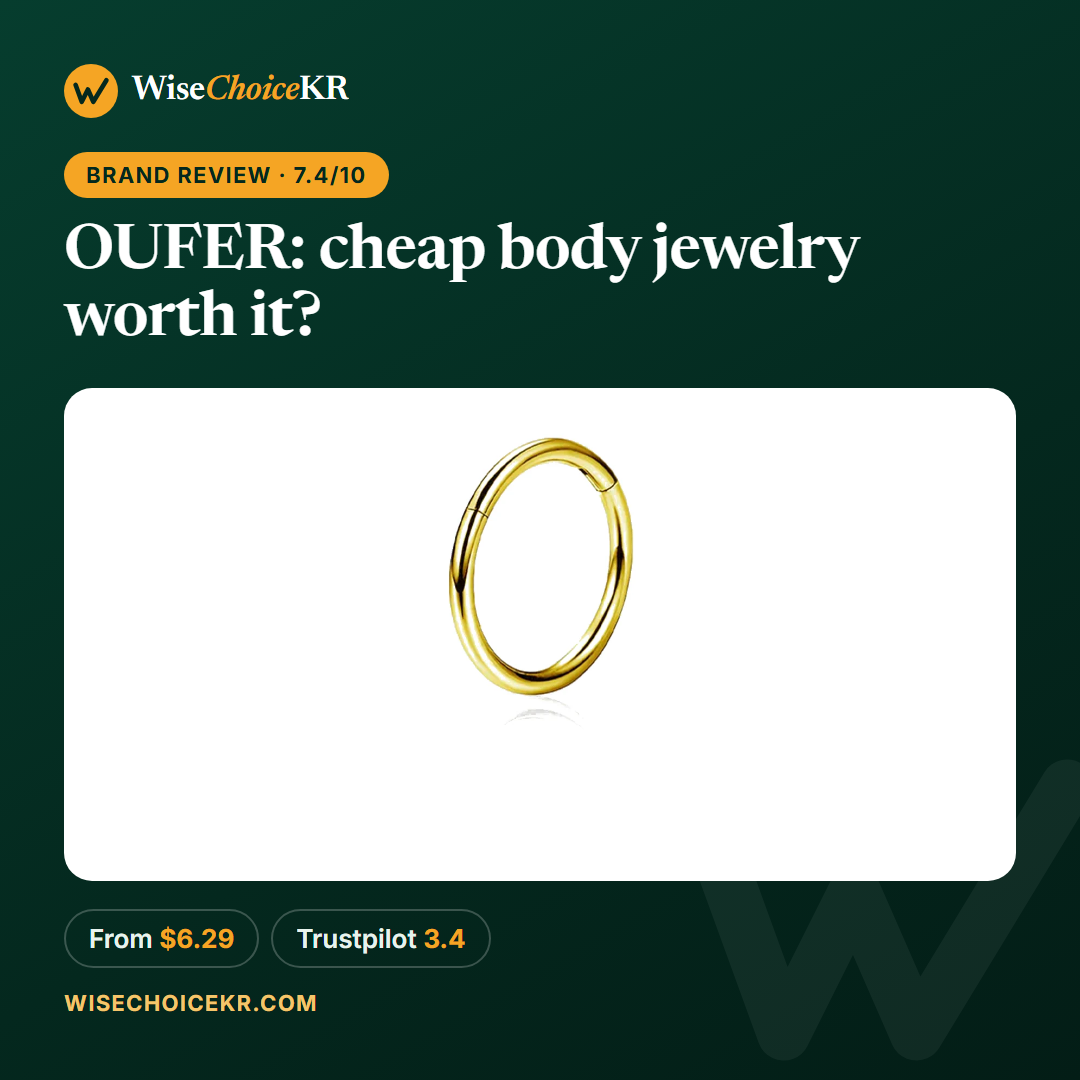 WiseChoiceKR
BRAND REVIEW · 7.4/10
OUFER: cheap body jewelry
worth it?
From $6.29
Trustpilot 3.4
WISECHOICEKR.COM